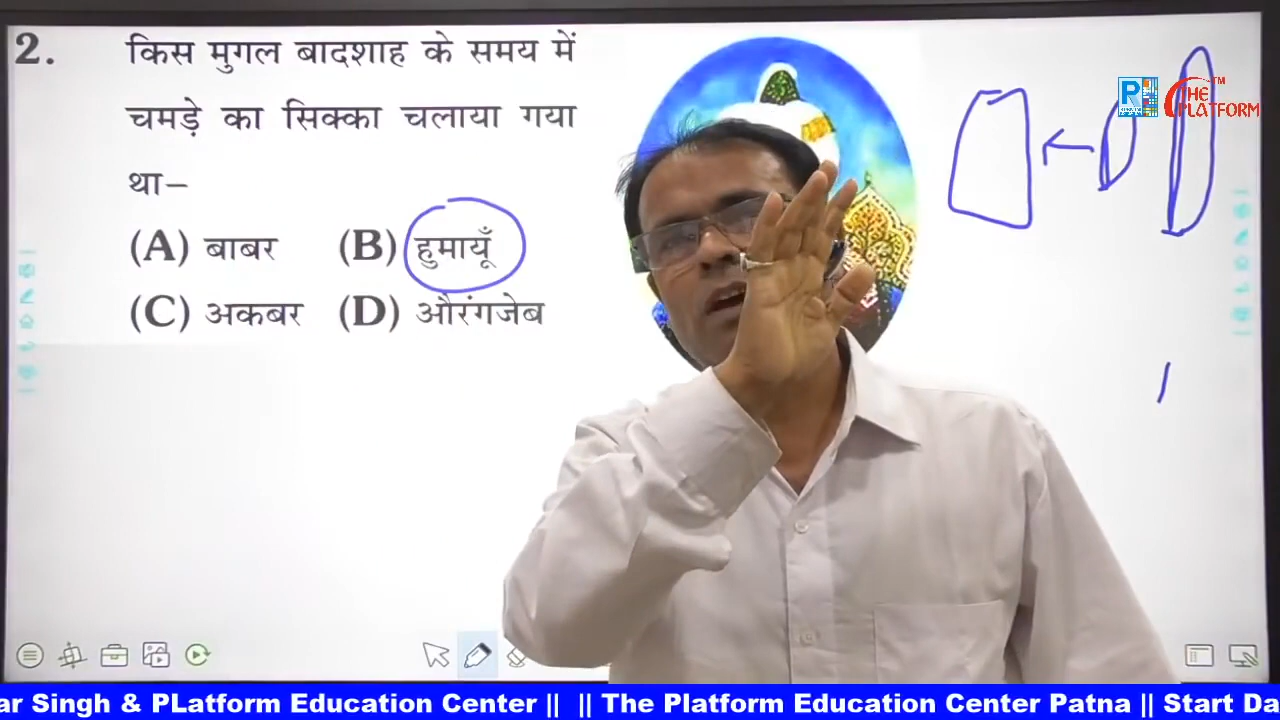 2. किस मुगल बादशाह के समय में
चमड़े का सिक्का चलाया गया
था–
(A) बाबर (B) हुमायूँ
(C) अकबर (D) औरंगजेब
THE PLATFORM™
ar Singh & PLatform Education Center || || The Platform Education Center Patna || Start Da